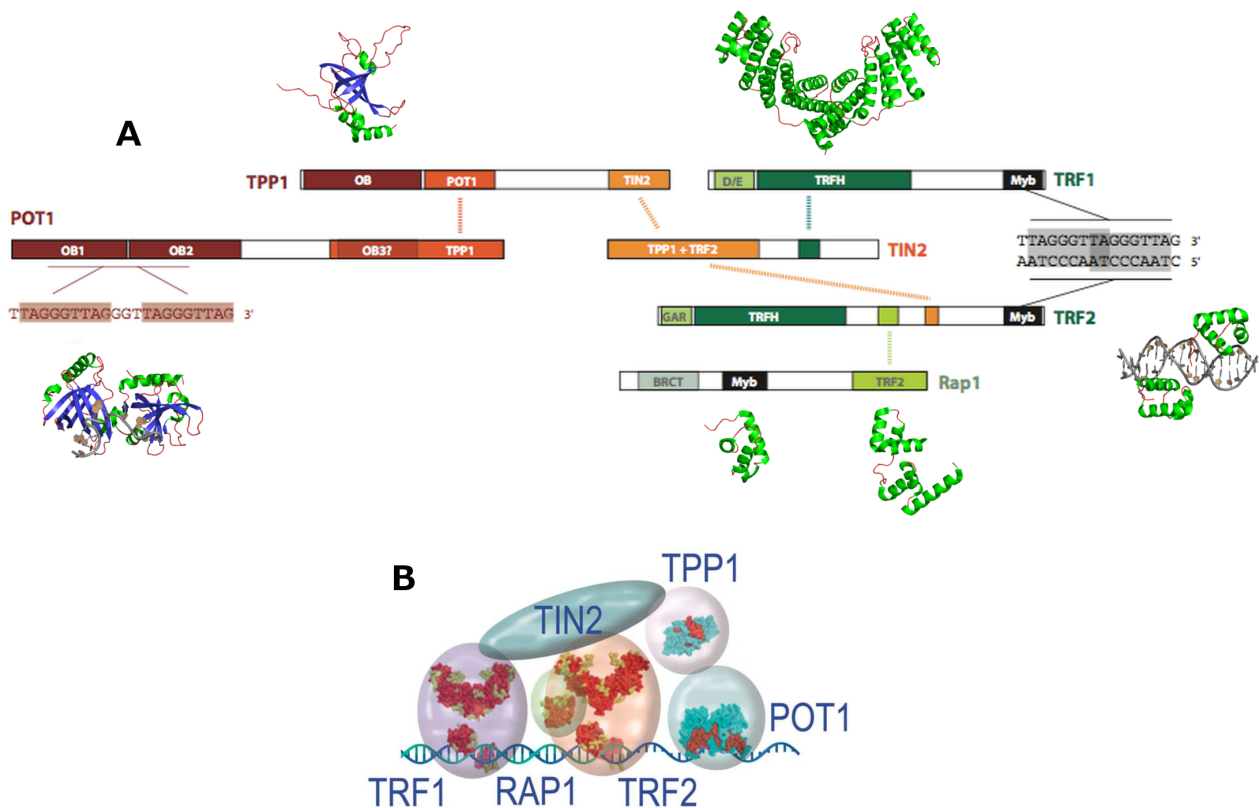 A
TPP1 OB POT1 TIN2
D/E TRFH Myb TRF1
POT1
OB1 OB2 OB3? TPP1
TPP1 + TRF2 TIN2
TTAGGGTTAGGGTTAG 3'
AATCCCAATCCCAATC 5'
TTAGGGTTAGGGTTAGGGTTAG 3'
GAR TRFH Myb TRF2
BRCT Myb TRF2 Rap1
B
TPP1
TIN2
POT1
TRF1 RAP1 TRF2